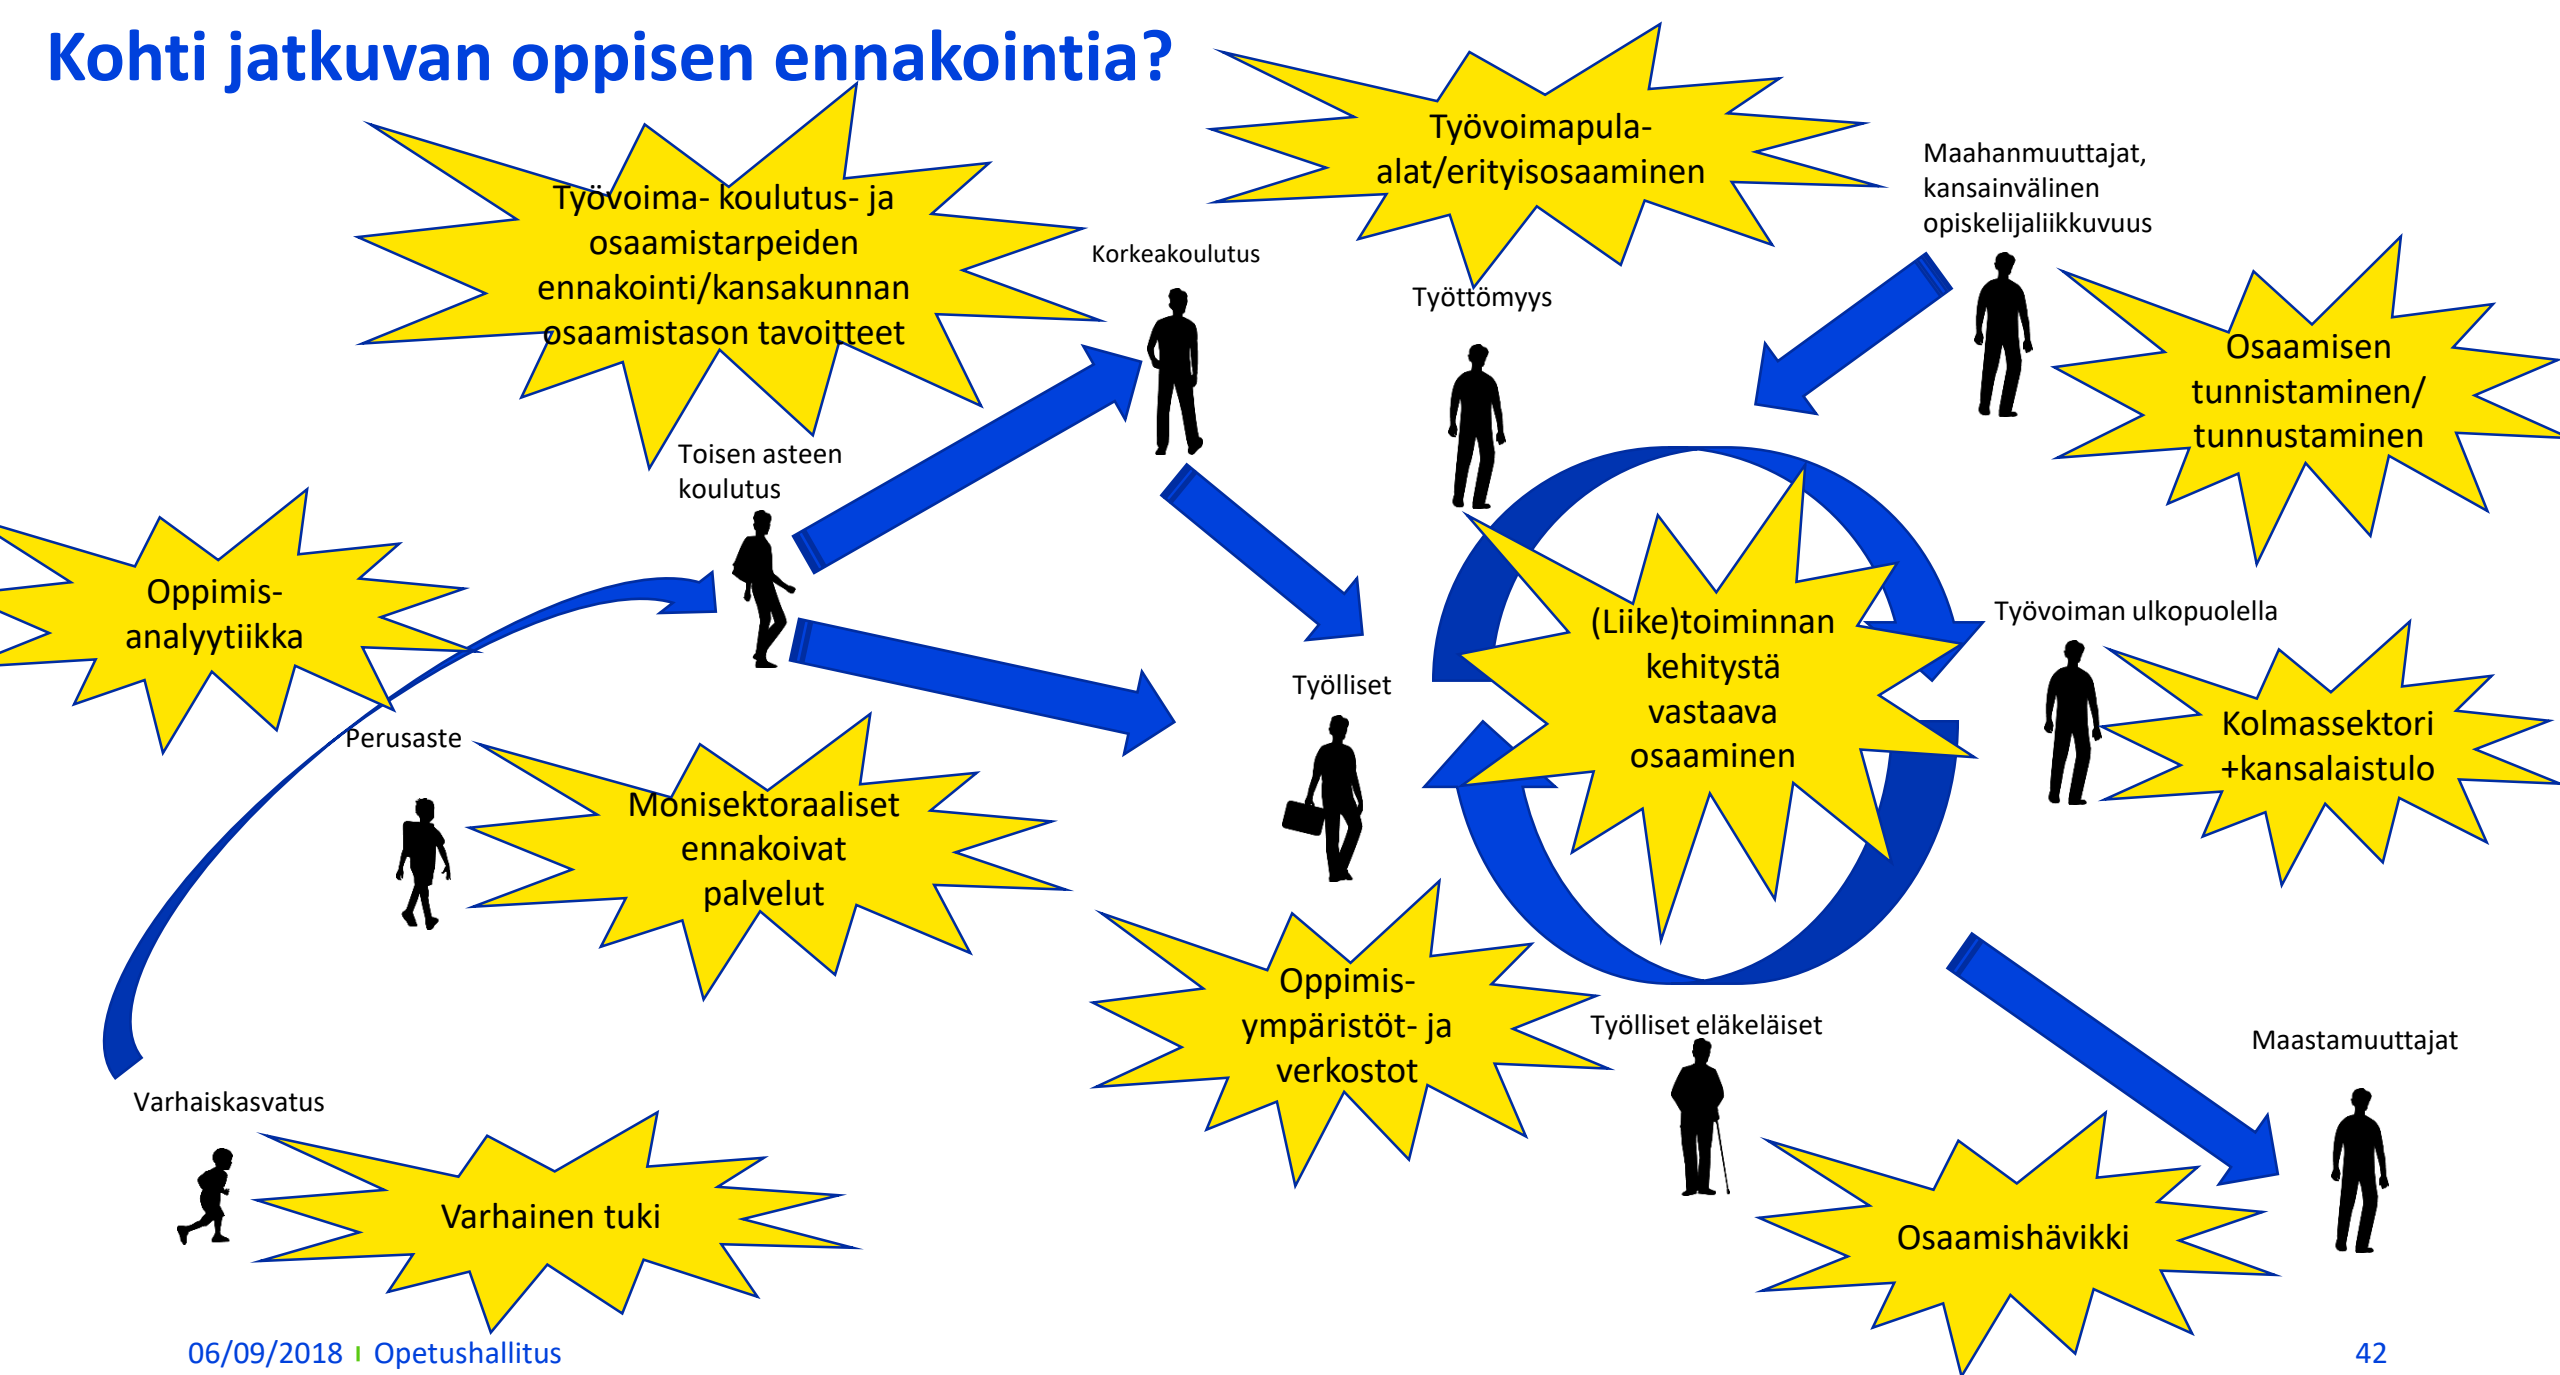 Kohti jatkuvan oppisen ennakointia?
Työvoima- koulutus- ja
osaamistarpeiden
ennakointi/kansakunnan
osaamistason tavoitteet
Työvoimapula-
alat/erityisosaaminen
Maahanmuuttajat,
kansainvälinen
opiskelijaliikkuvuus
Korkeakoulutus
Työttömyys
Osaamisen
tunnistaminen/
tunnustaminen
Toisen asteen
koulutus
Oppimis-
analyytiikka
(Liike)toiminnan
kehitystä
vastaava
osaaminen
Työvoiman ulkopuolella
Työlliset
Kolmassektori
+kansalaistulo
Perusaste
Monisektoraaliset
ennakoivat
palvelut
Oppimis-
ympäristöt- ja
verkostot
Työlliset eläkeläiset
Maastamuuttajat
Varhaiskasvatus
Varhainen tuki
Osaamishävikki
06/09/2018 Opetushallitus
42